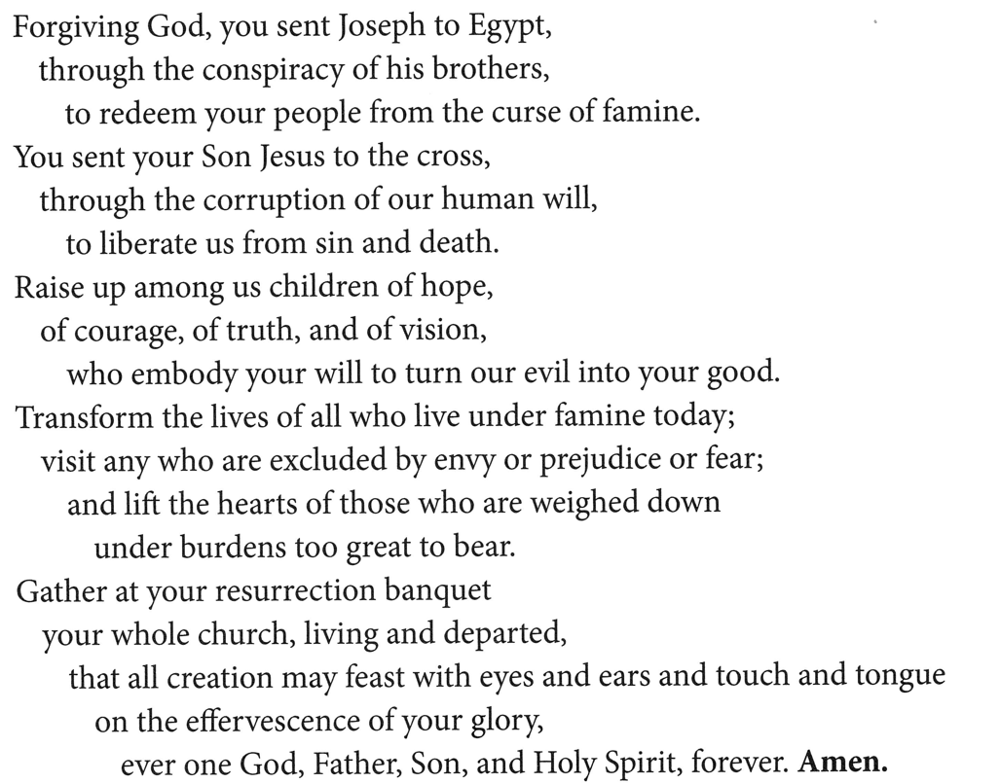 Forgiving God, you sent Joseph to Egypt,
through the conspiracy of his brothers,
to redeem your people from the curse of famine.
You sent your Son Jesus to the cross,
through the corruption of our human will,
to liberate us from sin and death.
Raise up among us children of hope,
of courage, of truth, and of vision,
who embody your will to turn our evil into your good.
Transform the lives of all who live under famine today;
visit any who are excluded by envy or prejudice or fear;
and lift the hearts of those who are weighed down
under burdens too great to bear.
Gather at your resurrection banquet
your whole church, living and departed,
that all creation may feast with eyes and ears and touch and tongue
on the effervescence of your glory,
ever one God, Father, Son, and Holy Spirit, forever. Amen.